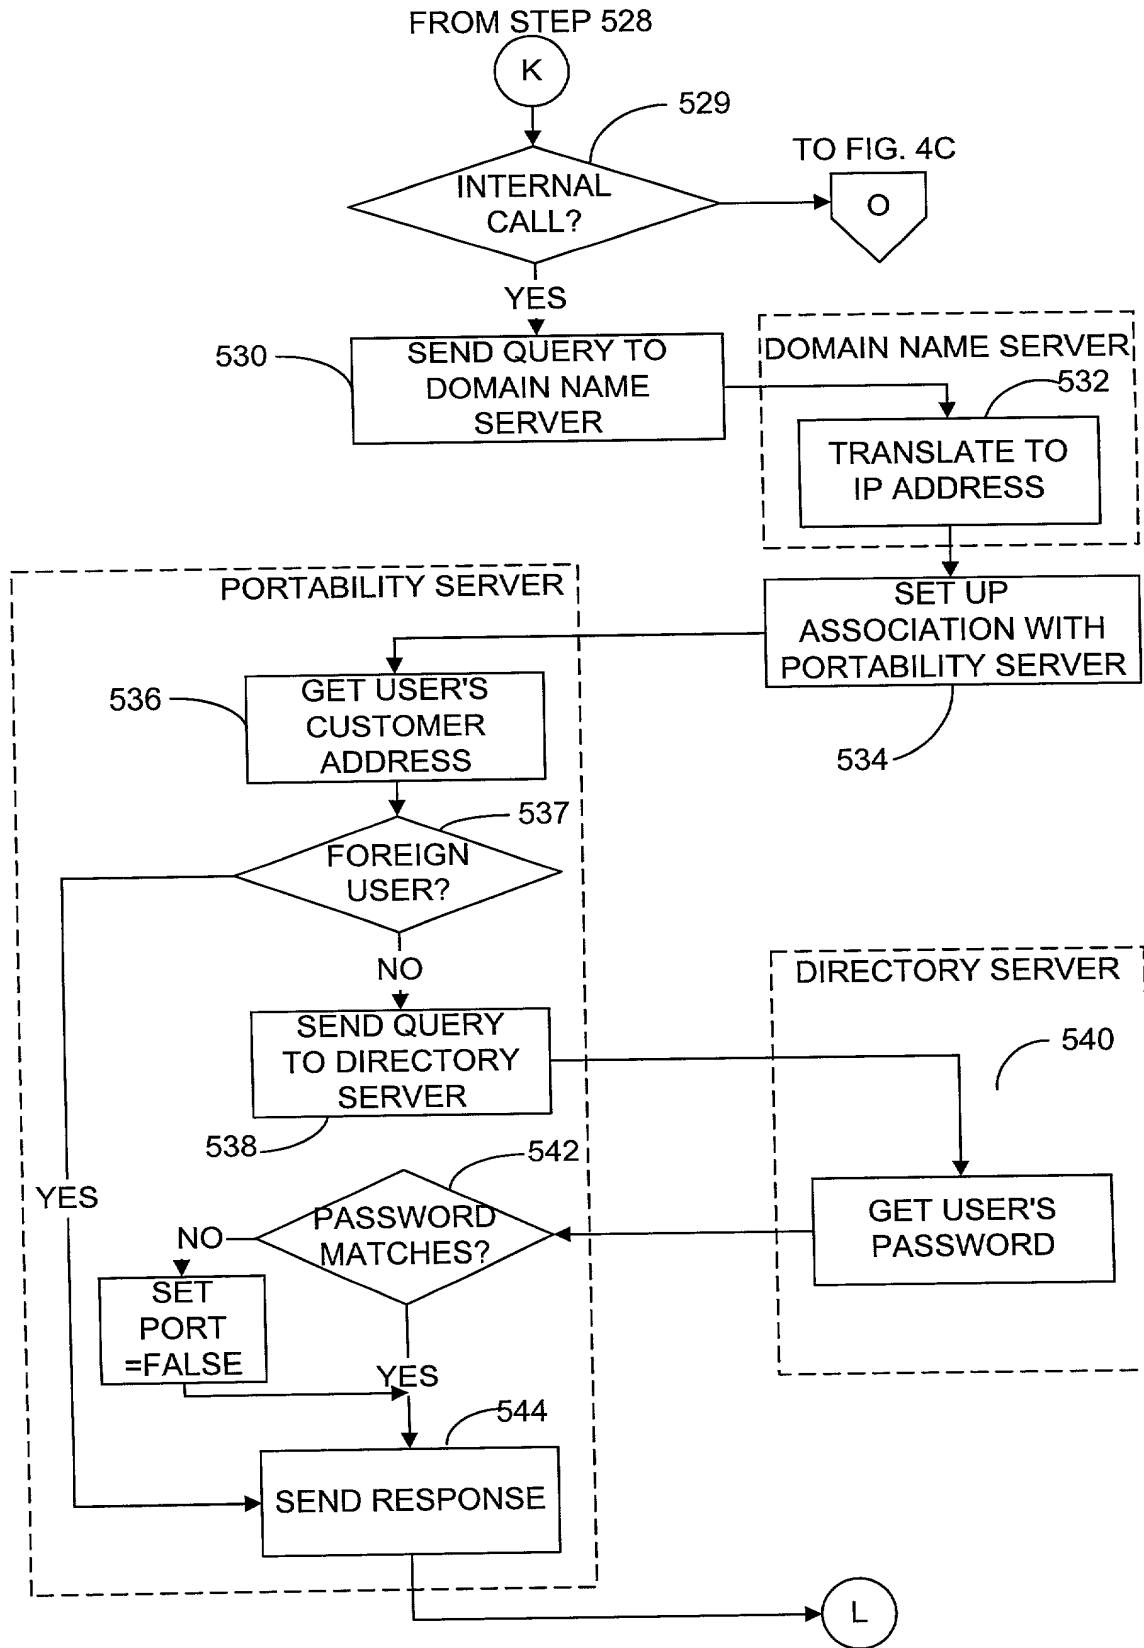 FROM STEP 528
K
529
INTERNAL
CALL?
TO FIG. 4C
O
YES
530
SEND QUERY TO
DOMAIN NAME
SERVER
DOMAIN NAME SERVER
532
TRANSLATE TO
IP ADDRESS
SET UP
ASSOCIATION WITH
PORTABILITY SERVER
534
PORTABILITY SERVER
536
GET USER'S
CUSTOMER
ADDRESS
537
FOREIGN
USER?
NO
YES
SEND QUERY
TO DIRECTORY
SERVER
538
DIRECTORY SERVER
540
GET USER'S
PASSWORD
542
PASSWORD
MATCHES?
NO
SET
PORT
=FALSE
YES
544
SEND RESPONSE
L